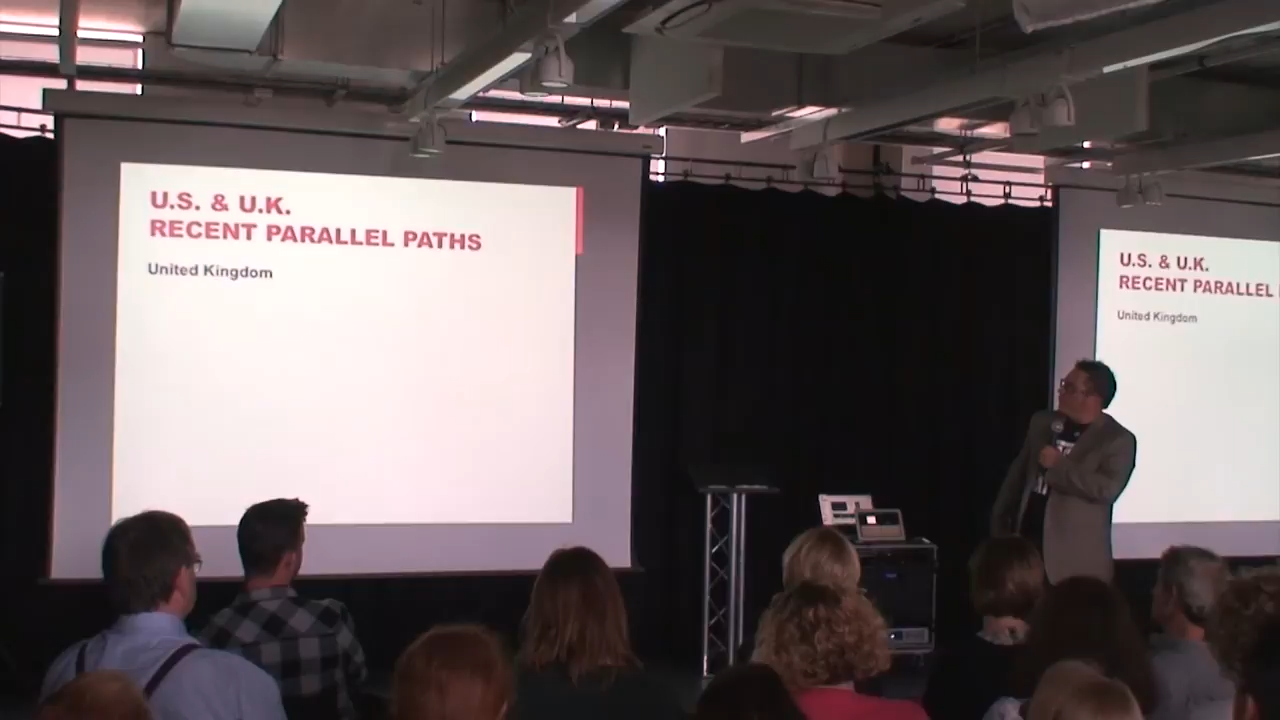 U.S. & U.K.
RECENT PARALLEL PATHS
United Kingdom
U.S. & U.K.
RECENT PARALLEL
United Kingdom